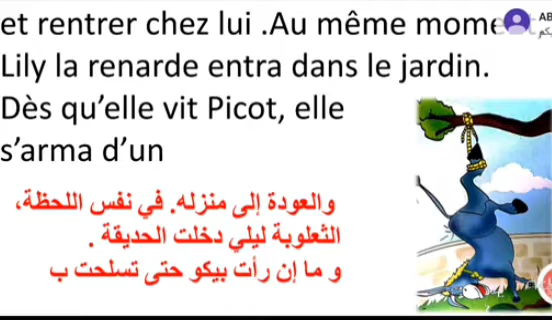 et rentrer chez lui .Au même mome
Lily la renarde entra dans le jardin.
Dès qu'elle vit Picot, elle
s'arma d'un
والعودة إلى منزله. في نفس اللحظة،
الثعلوبة ليلي دخلت الحديقة .
و ما إن رأت بيكو حتى تسلحت ب
AB